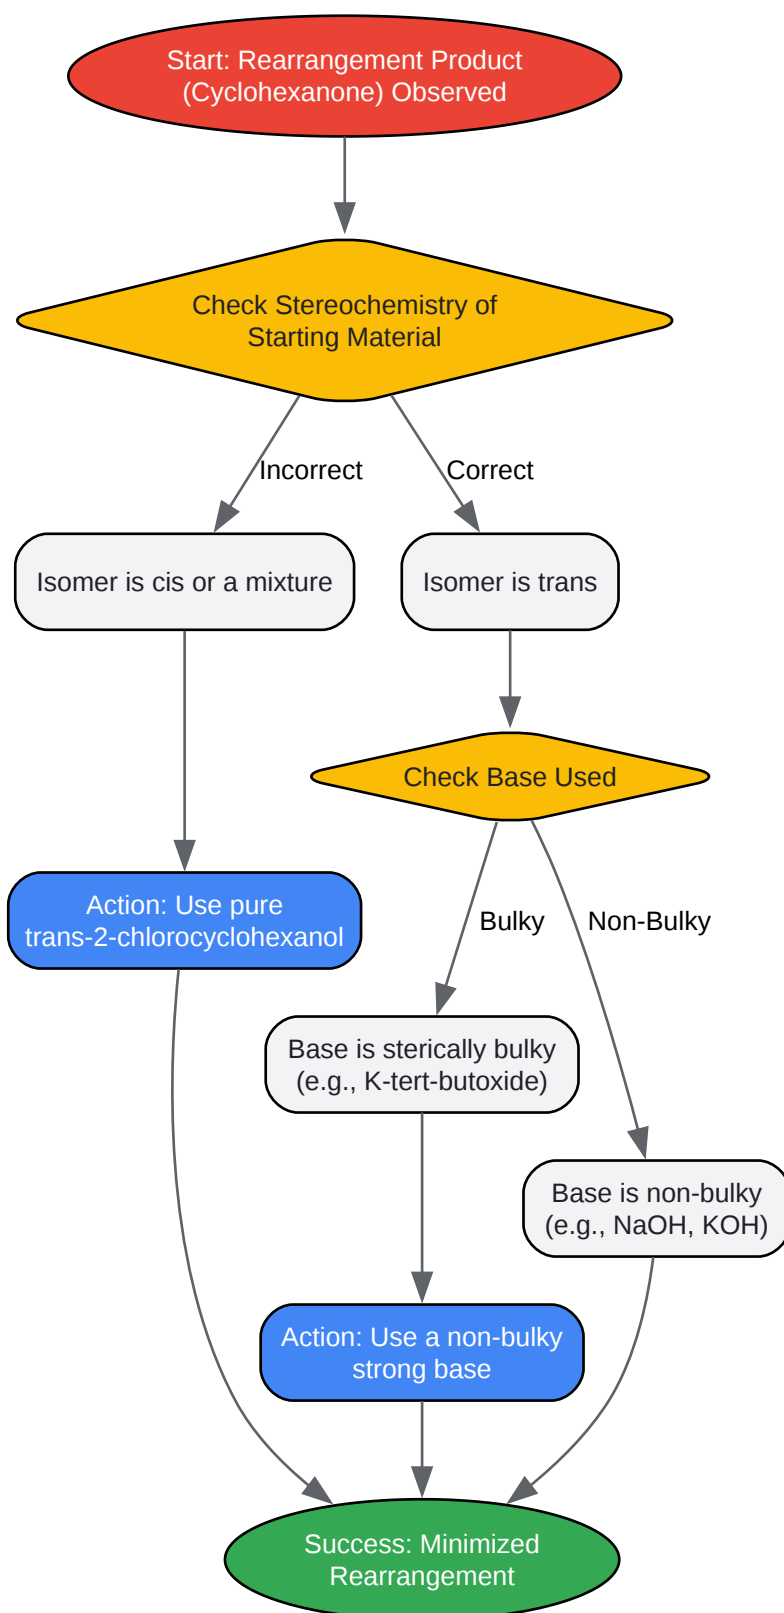 Start: Rearrangement Product
(Cyclohexanone) Observed
Check Stereochemistry of
Starting Material
Incorrect
Correct
Isomer is cis or a mixture
Isomer is trans
Check Base Used
Action: Use pure
trans-2-chlorocyclohexanol
Bulky
Non-Bulky
Base is sterically bulky
(e.g., K-tert-butoxide)
Base is non-bulky
(e.g., NaOH, KOH)
Action: Use a non-bulky
strong base
Success: Minimized
Rearrangement